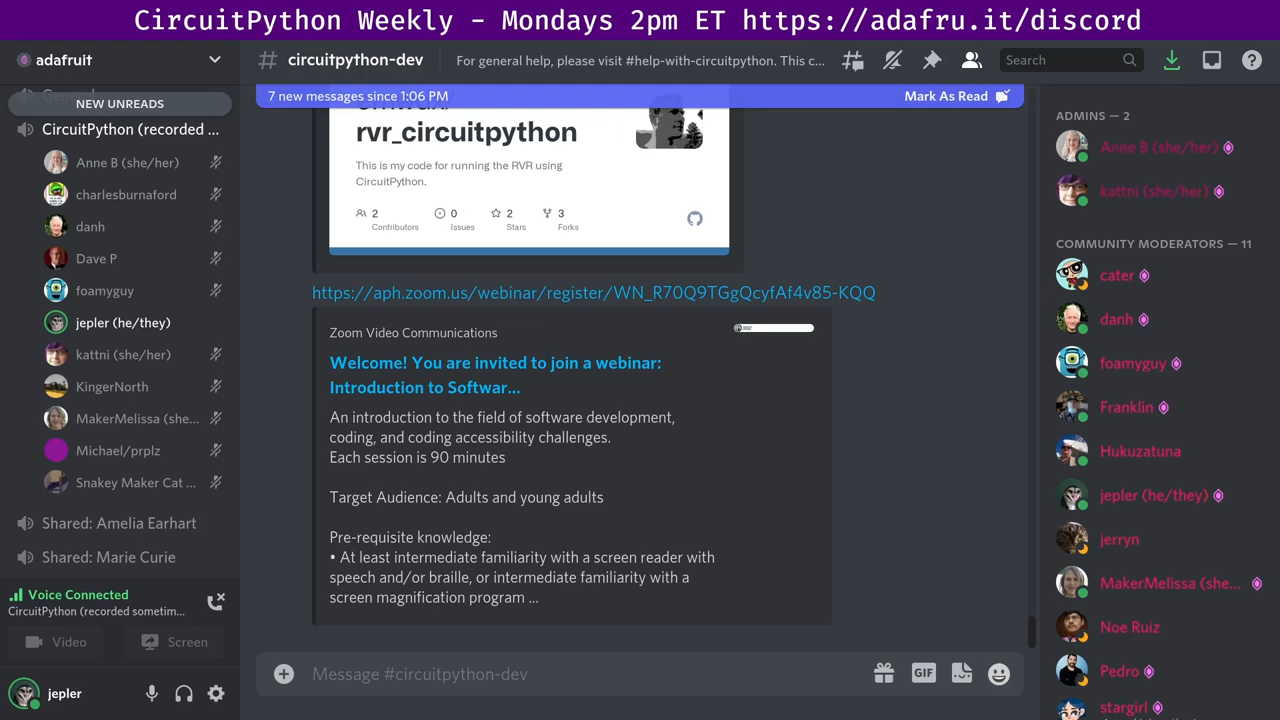 CircuitPython Weekly - Mondays 2pm ET https://adafru.it/discord
adafruit
General
NEW UNREADS
CircuitPython (recorded ...
Anne B (she/her)
charlesburnaford
danh
Dave P
foamyguy
jepler (he/they)
kattni (she/her)
KingerNorth
MakerMelissa (she...
Michael/prplz
Snakey Maker Cat ...
Shared: Amelia Earhart
Shared: Marie Curie
Voice Connected
CircuitPython (recorded sometim...
Video
Screen
jepler
# circuitpython-dev
For general help, please visit #help-with-circuitpython. This c...
Search
7 new messages since 1:06 PM
Mark As Read
rvr_circuitpython
This is my code for running the RVR using
CircuitPython.
2
Contributors
0
Issues
2
Stars
3
Forks
https://aph.zoom.us/webinar/register/WN_R70Q9TGgQcyfAf4v85-KQQ
Zoom Video Communications
Welcome! You are invited to join a webinar:
Introduction to Softwar...
An introduction to the field of software development,
coding, and coding accessibility challenges.
Each session is 90 minutes
Target Audience: Adults and young adults
Pre-requisite knowledge:
• At least intermediate familiarity with a screen reader with
speech and/or braille, or intermediate familiarity with a
screen magnification program ...
Message #circuitpython-dev
GIF
ADMINS — 2
Anne B (she/her)
kattni (she/her)
COMMUNITY MODERATORS — 11
cater
danh
foamyguy
Franklin
Hukuzatuna
jepler (he/they)
jerryn
MakerMelissa (she...
Noe Ruiz
Pedro
stargirl